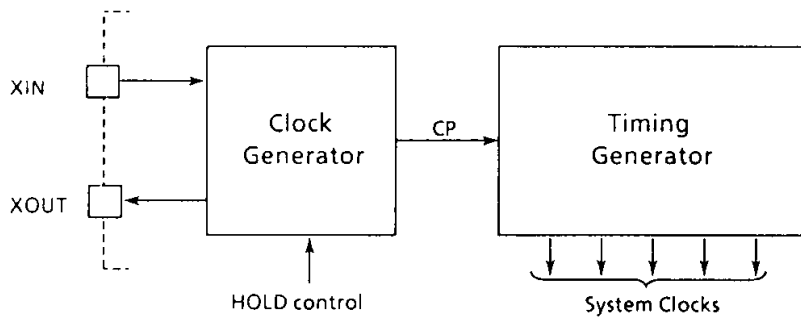 XIN
XOUT
Clock
Generator
CP
Timing
Generator
HOLD control
System Clocks